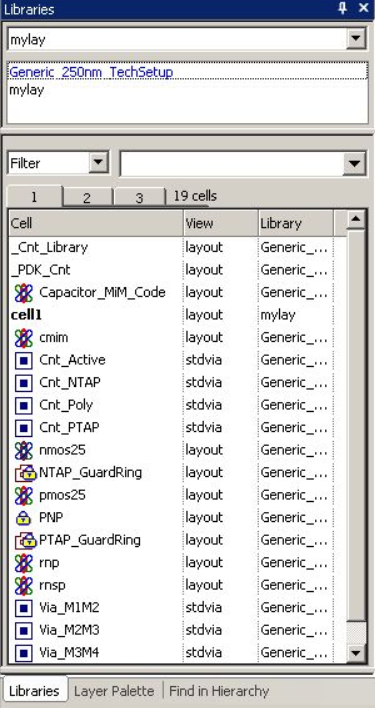 Libraries
mylay
Generic_250nm_TechSetup
mylay
Filter
1 2 3 19 cells
Cell View Library
_Cnt_Library layout Generic_...
_PDK_Cnt layout Generic_...
Capacitor_MiM_Code layout Generic_...
cell1 layout mylay
cmim layout Generic_...
Cnt_Active stdvia Generic_...
Cnt_NTAP stdvia Generic_...
Cnt_Poly stdvia Generic_...
Cnt_PTAP stdvia Generic_...
nmos25 layout Generic_...
NTAP_GuardRing layout Generic_...
pmos25 layout Generic_...
PNP layout Generic_...
PTAP_GuardRing layout Generic_...
rnp layout Generic_...
rnsp layout Generic_...
Via_M1M2 stdvia Generic_...
Via_M2M3 stdvia Generic_...
Via_M3M4 stdvia Generic_...
Libraries Layer Palette Find in Hierarchy